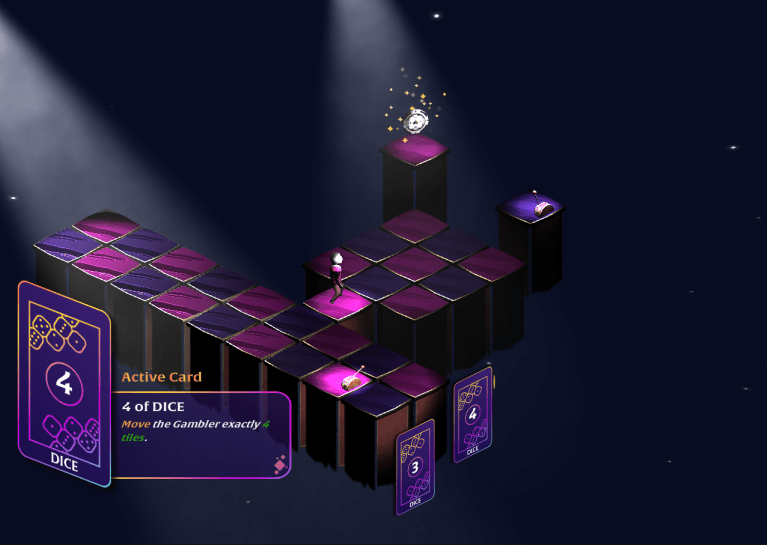 4
DICE
Active Card
4 of DICE
Move the Gambler exactly 4
tiles.
3
DICE
4
DICE